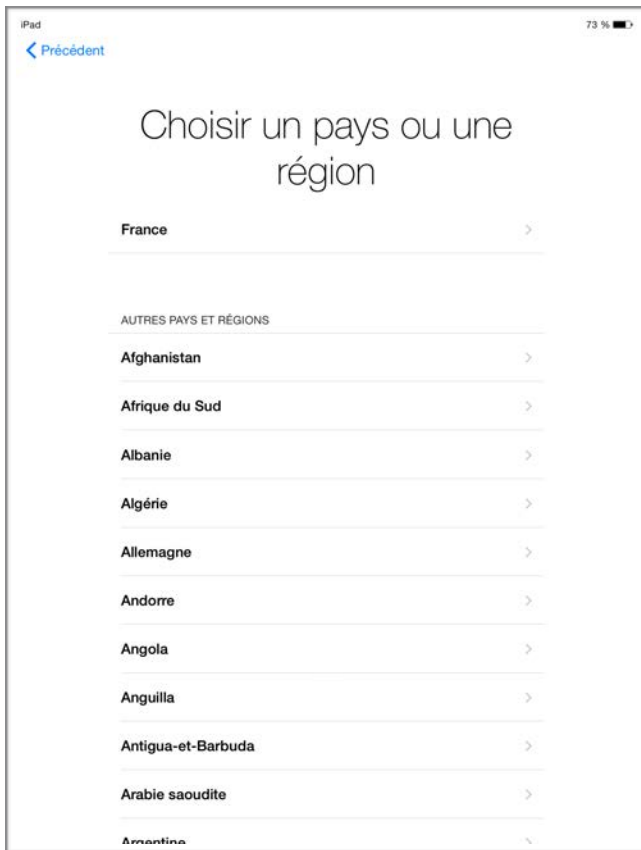 iPad 73 %
Précédent
Choisir un pays ou une
région
France
AUTRES PAYS ET RÉGIONS
Afghanistan
Afrique du Sud
Albanie
Algérie
Allemagne
Andorre
Angola
Anguilla
Antigua-et-Barbuda
Arabie saoudite
Argentine